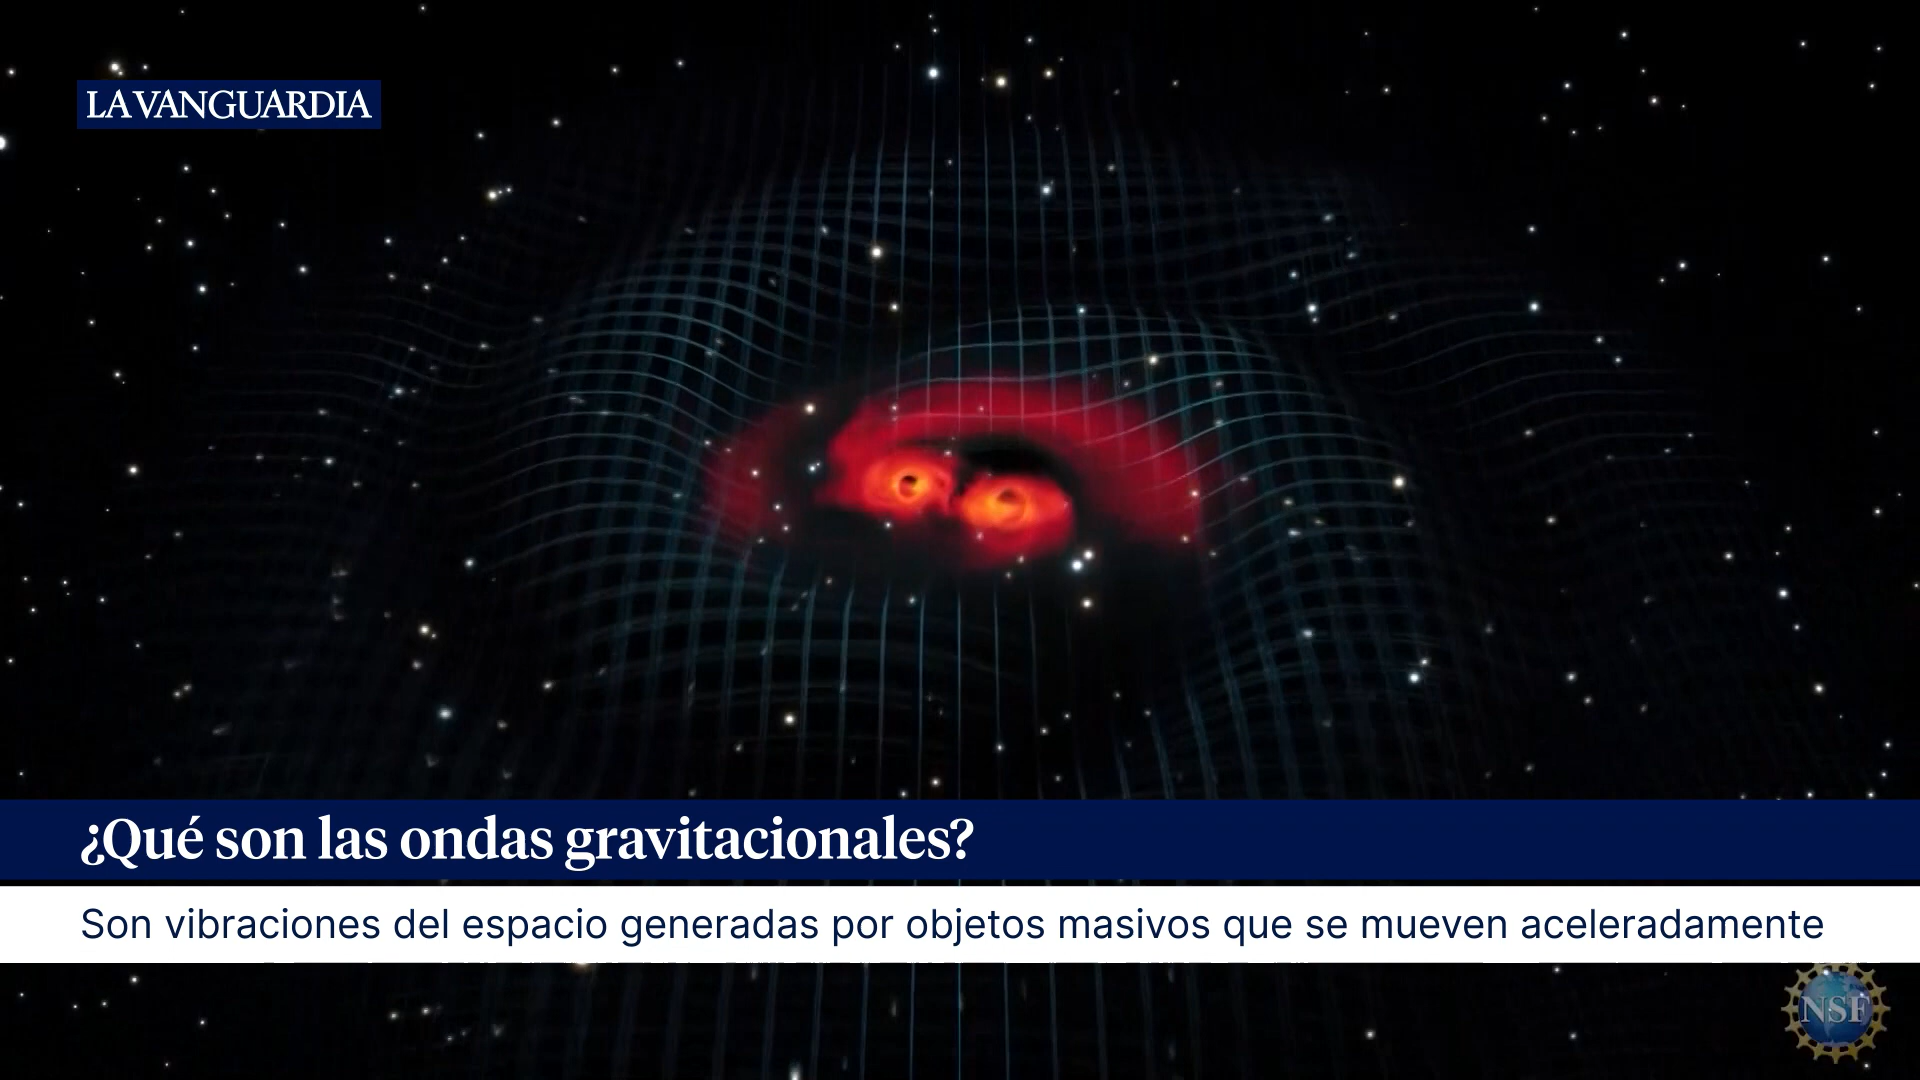 LA VANGUARDIA
¿Qué son las ondas gravitacionales?
Son vibraciones del espacio generadas por objetos masivos que se mueven aceleradamente
NSF